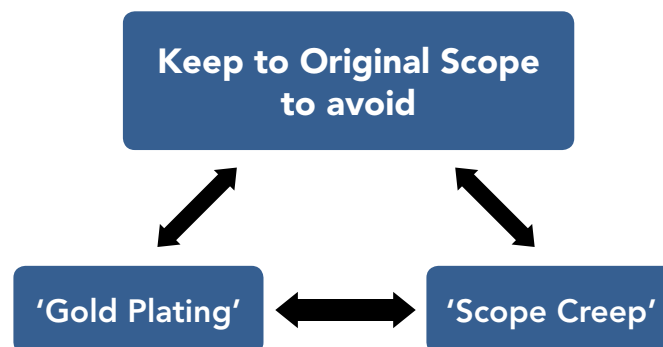 Keep to Original Scope
to avoid
‘Gold Plating’
‘Scope Creep’